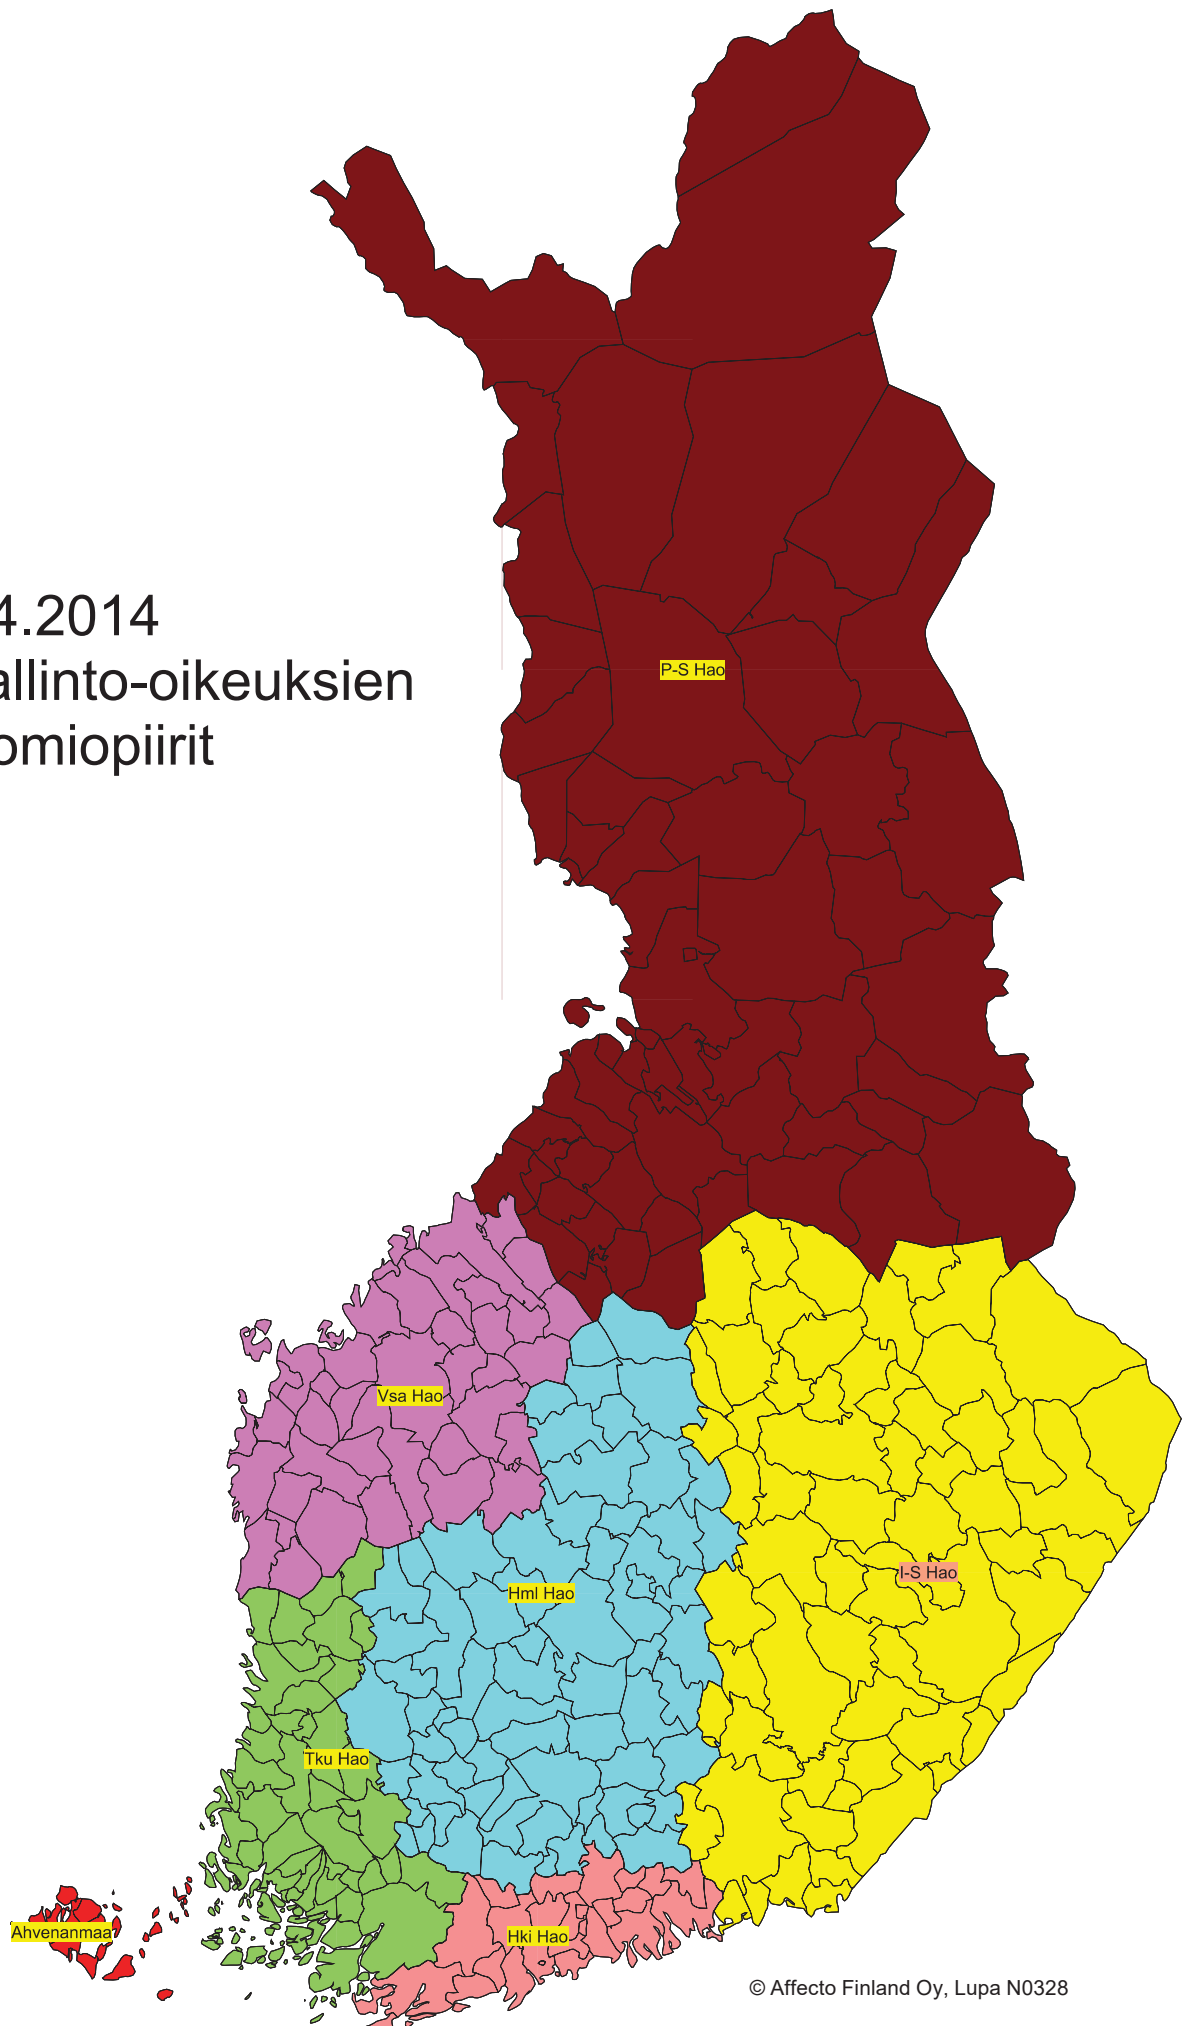 4.2014
allinto-oikeuksien
omiopiirit
P-S Hao
Vsa Hao
I-S Hao
Hml Hao
Tku Hao
Ahvenanmaa
Hki Hao
© Affecto Finland Oy, Lupa N0328